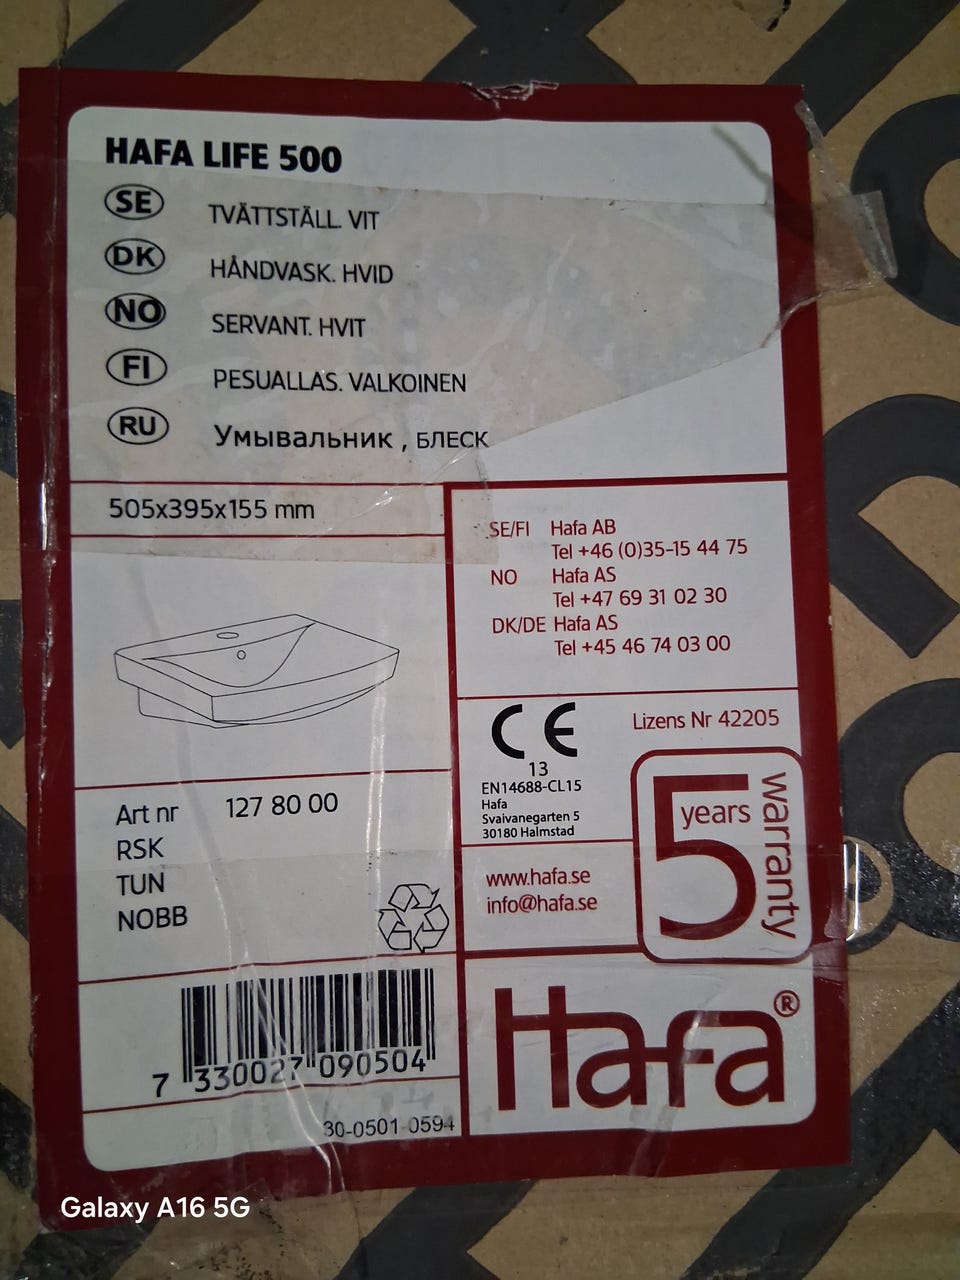 HAFA LIFE 500
SE TVÄTTSTÄLL. VIT
DK HÅNDVASK. HVID
NO SERVANT. HVIT
FI PESUALLAS. VALKOINEN
RU Умывальник , БЛЕСК
505x395x155 mm
SE/FI Hafa AB
Tel +46 (0)35-15 44 75
NO Hafa AS
Tel +47 69 31 02 30
DK/DE Hafa AS
Tel +45 46 74 03 00
CE
13
EN14688-CL15
Hafa
Svaivanegarten 5
30180 Halmstad
Lizens Nr 42205
5 years warranty
Art nr 127 80 00
RSK
TUN
NOBB
www.hafa.se
info@hafa.se
7 330027 090504
30-0501-0594
Hafa®
Galaxy A16 5G